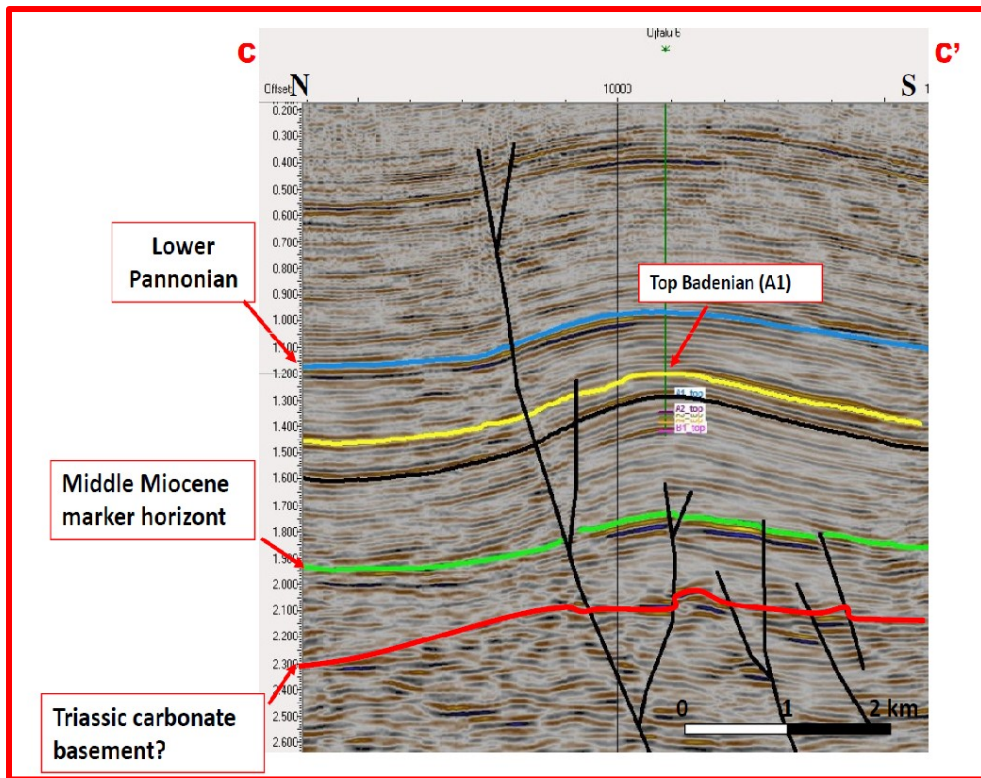 Ujfalu 6
C
C'
N
S
Offset:
10000
1
0.200
0.300
0.400
0.500
0.600
0.700
0.800
0.900
1.000
1.100
1.200
1.300
1.400
1.500
1.600
1.700
1.800
1.900
2.000
2.100
2.200
2.300
2.400
2.500
2.600
Lower
Pannonian
Top Badenian (A1)
A1_top
A2_top
B1_top
Middle Miocene
marker horizont
Triassic carbonate
basement?
0 1 2 km